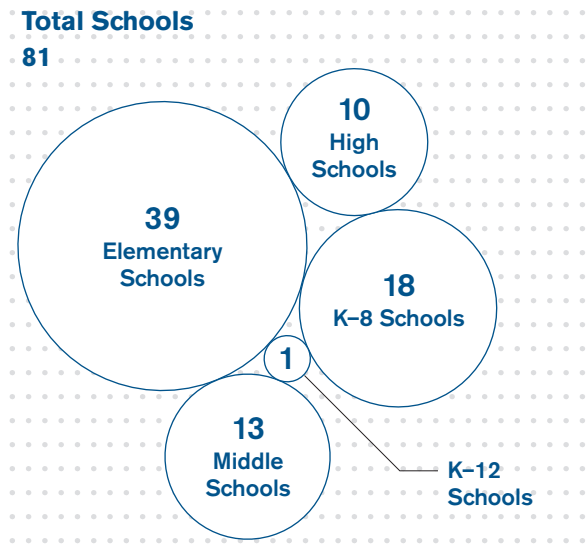 Total Schools
81
10
High
Schools
39
Elementary
Schools
18
K–8 Schools
1
13
Middle
Schools
K–12
Schools